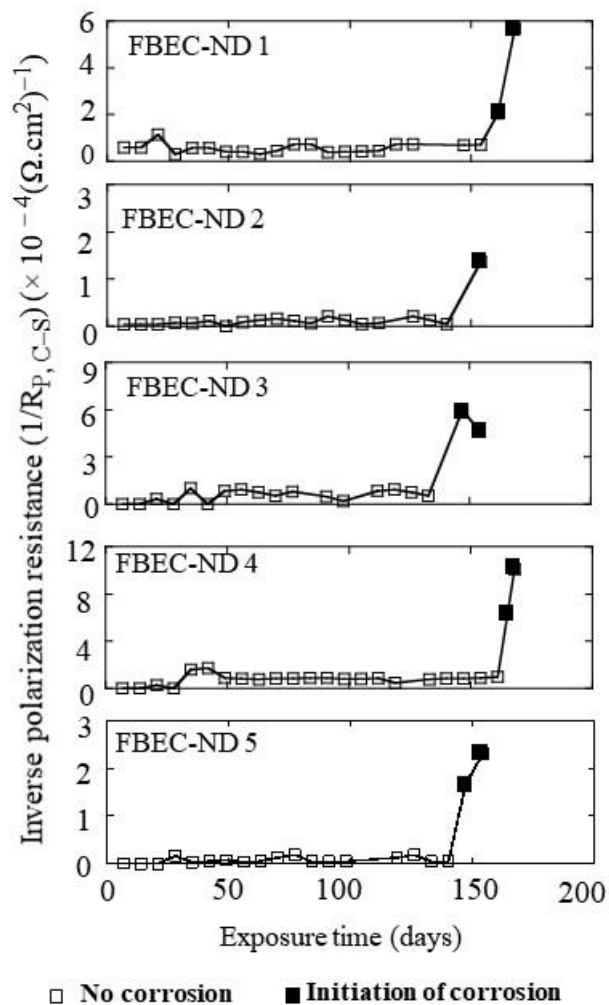 Inverse polarization resistance (1/R_P, C–S) (× 10⁻⁴(Ω.cm²)⁻¹
6
4
2
0
FBEC-ND 1
3
2
1
0
FBEC-ND 2
9
6
3
0
FBEC-ND 3
12
8
4
0
FBEC-ND 4
3
2
1
0
FBEC-ND 5
0 50 100 150 200
Exposure time (days)
No corrosion Initiation of corrosion